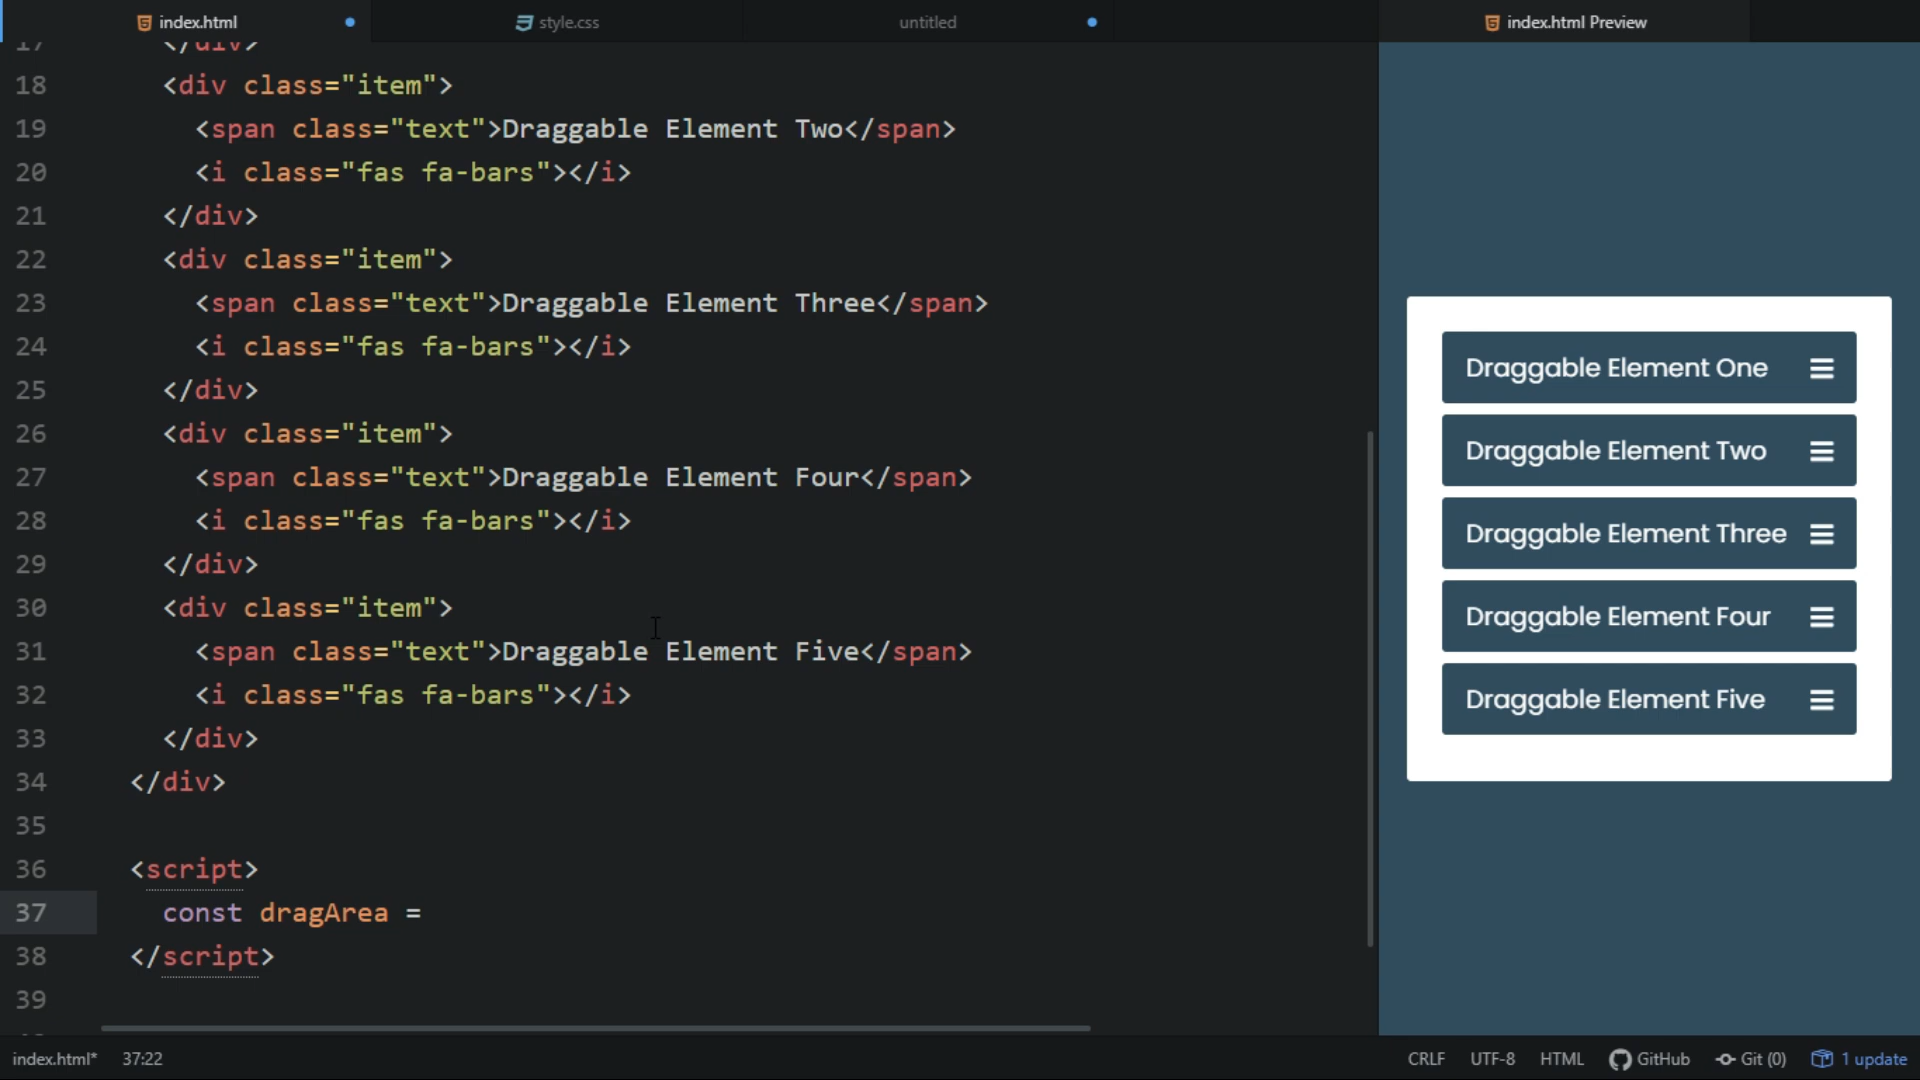 index.html
style.css
untitled
index.html Preview
17 </div>
18 <div class="item">
19 <span class="text">Draggable Element Two</span>
20 <i class="fas fa-bars"></i>
21 </div>
22 <div class="item">
23 <span class="text">Draggable Element Three</span>
24 <i class="fas fa-bars"></i>
25 </div>
26 <div class="item">
27 <span class="text">Draggable Element Four</span>
28 <i class="fas fa-bars"></i>
29 </div>
30 <div class="item">
31 <span class="text">Draggable Element Five</span>
32 <i class="fas fa-bars"></i>
33 </div>
34 </div>
35
36 <script>
37 const dragArea =
38 </script>
39
Draggable Element One
Draggable Element Two
Draggable Element Three
Draggable Element Four
Draggable Element Five
index.html* 37:22
CRLF UTF-8 HTML GitHub Git (0) 1 update